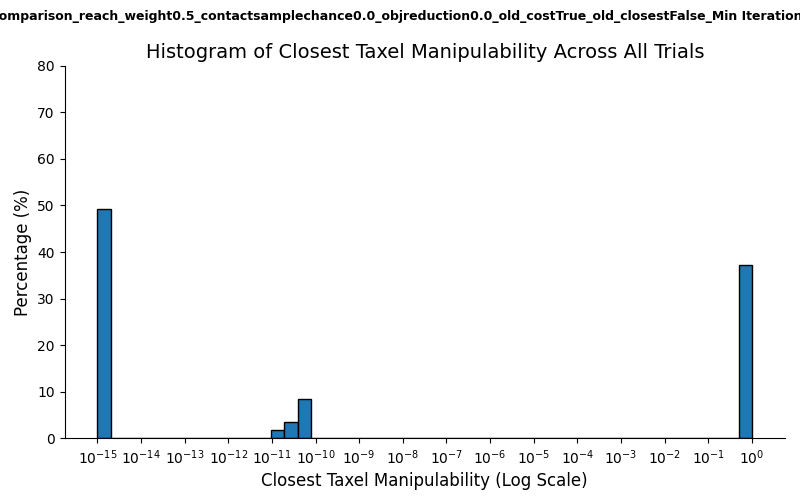 omparison_reach_weight0.5_contactsamplechance0.0_objreduction0.0_old_costTrue_old_closestFalse_Min Iteration
Histogram of Closest Taxel Manipulability Across All Trials
80
70
60
50
40
30
20
10
0
Percentage (%)
10⁻¹⁵ 10⁻¹⁴ 10⁻¹³ 10⁻¹² 10⁻¹¹ 10⁻¹⁰ 10⁻⁹ 10⁻⁸ 10⁻⁷ 10⁻⁶ 10⁻⁵ 10⁻⁴ 10⁻³ 10⁻² 10⁻¹ 10⁰
Closest Taxel Manipulability (Log Scale)